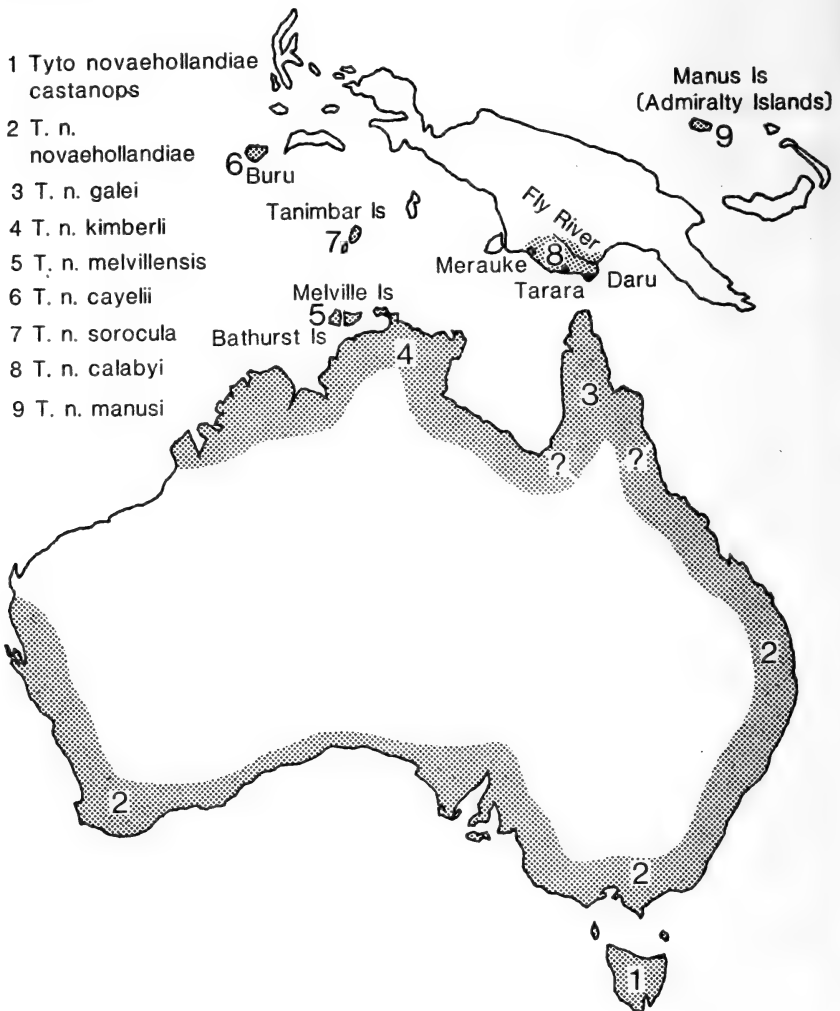 1 Tyto novaehollandiae
castanops
2 T. n.
novaehollandiae
3 T. n. galei
4 T. n. kimberli
5 T. n. melvillensis
6 T. n. cayelii
7 T. n. sorocula
8 T. n. calabyi
9 T. n. manusi
Manus Is
(Admiralty Islands)
9
6
Buru
Tanimbar Is
7
Fly River
8
Merauke
Daru
Tarara
Melville Is
5
Bathurst Is
4
3
?
?
2
2
2
1